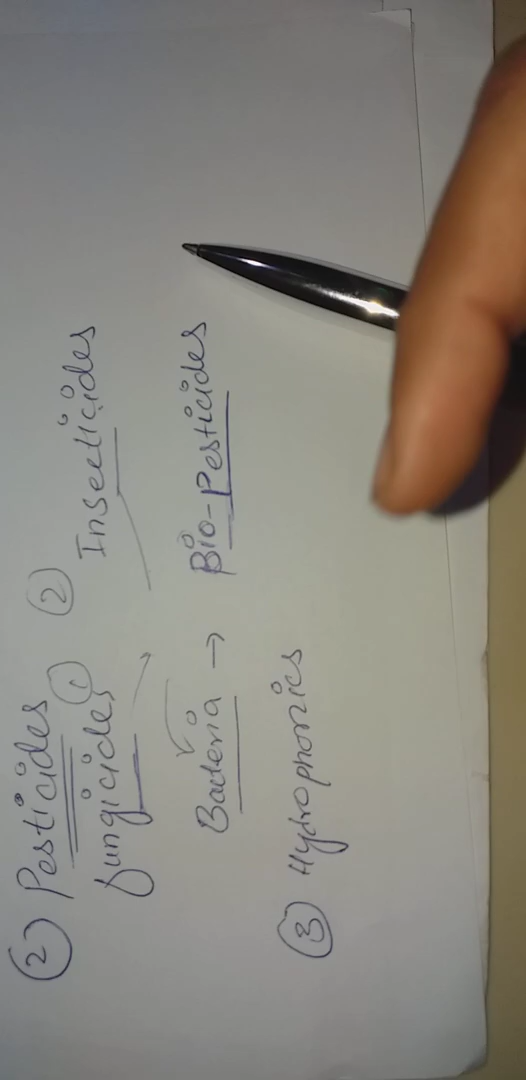 (2) Pesticides (2)
fungicides (1) Insecticides
Bacteria → Bio-Pesticides
(3) Hydrophonics